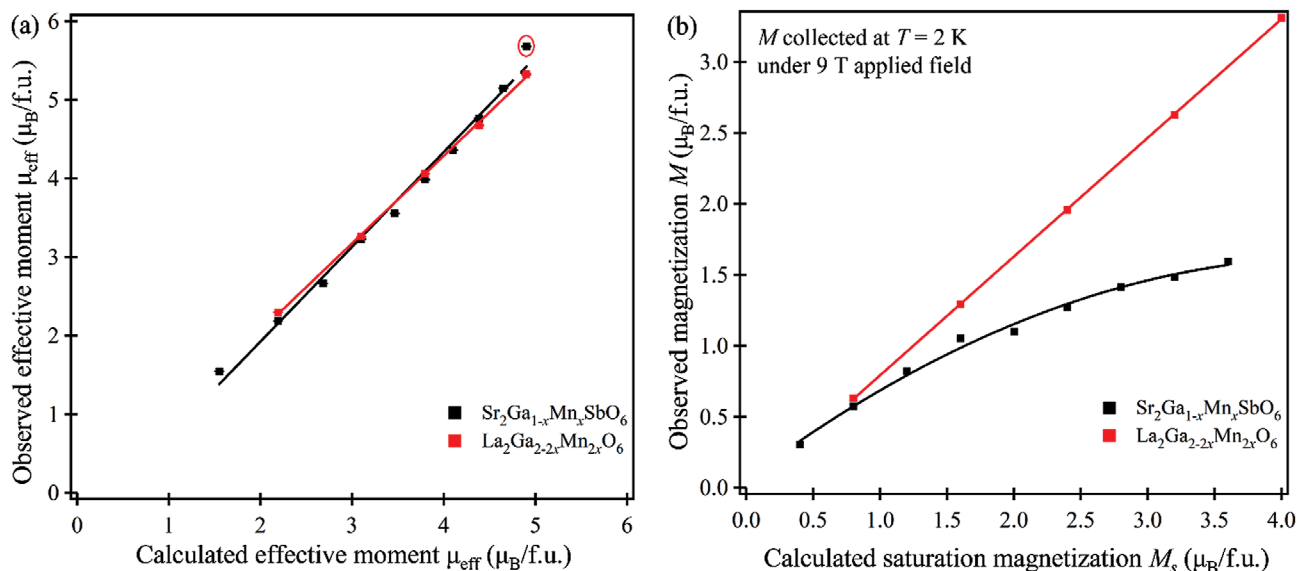 (a)
Observed effective moment μeff (μB/f.u.)
6
5
4
3
2
1
0
0 1 2 3 4 5 6
Calculated effective moment μeff (μB/f.u.)
Sr2Ga1-xMnxSbO6
La2Ga2-2xMn2xO6
(b)
M collected at T = 2 K
under 9 T applied field
Observed magnetization M (μB/f.u.)
3.0
2.5
2.0
1.5
1.0
0.5
0.0
0.0 0.5 1.0 1.5 2.0 2.5 3.0 3.5 4.0
Calculated saturation magnetization Ms (μB/f.u.)
Sr2Ga1-xMnxSbO6
La2Ga2-2xMn2xO6